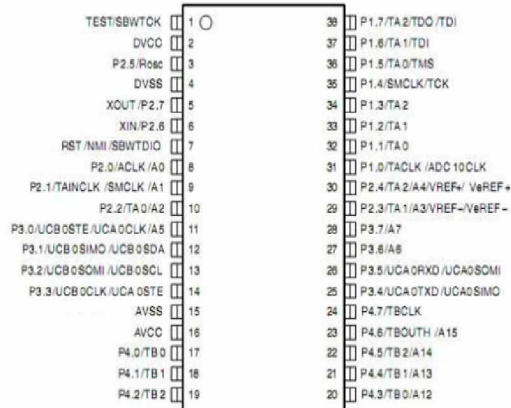 TEST/SBWTCK 1 38 P1.7/TA2/TDO/TDI
DVCC 2 37 P1.6/TA1/TDI
P2.5/Rosc 3 36 P1.5/TA0/TMS
DVSS 4 35 P1.4/SMCLK/TCK
XOUT/P2.7 5 34 P1.3/TA2
XIN/P2.6 6 33 P1.2/TA1
RST/NMI/SBWTDIO 7 32 P1.1/TA0
P2.0/ACLK/A0 8 31 P1.0/TACLK/ADC10CLK
P2.1/TAINCLK/SMCLK/A1 9 30 P2.4/TA2/A4/VREF+/VeREF+
P2.2/TA0/A2 10 29 P2.3/TA1/A3/VREF-/VeREF-
P3.0/UCB0STE/UCA0CLK/A5 11 28 P3.7/A7
P3.1/UCB0SIMO/UCB0SDA 12 27 P3.6/A6
P3.2/UCB0SOMI/UCB0SCL 13 26 P3.5/UCA0RXD/UCA0SOMI
P3.3/UCB0CLK/UCA0STE 14 25 P3.4/UCA0TXD/UCA0SIMO
AVSS 15 24 P4.7/TBCLK
AVCC 16 23 P4.6/TBOUTH/A15
P4.0/TB0 17 22 P4.5/TB2/A14
P4.1/TB1 18 21 P4.4/TB1/A13
P4.2/TB2 19 20 P4.3/TB0/A12